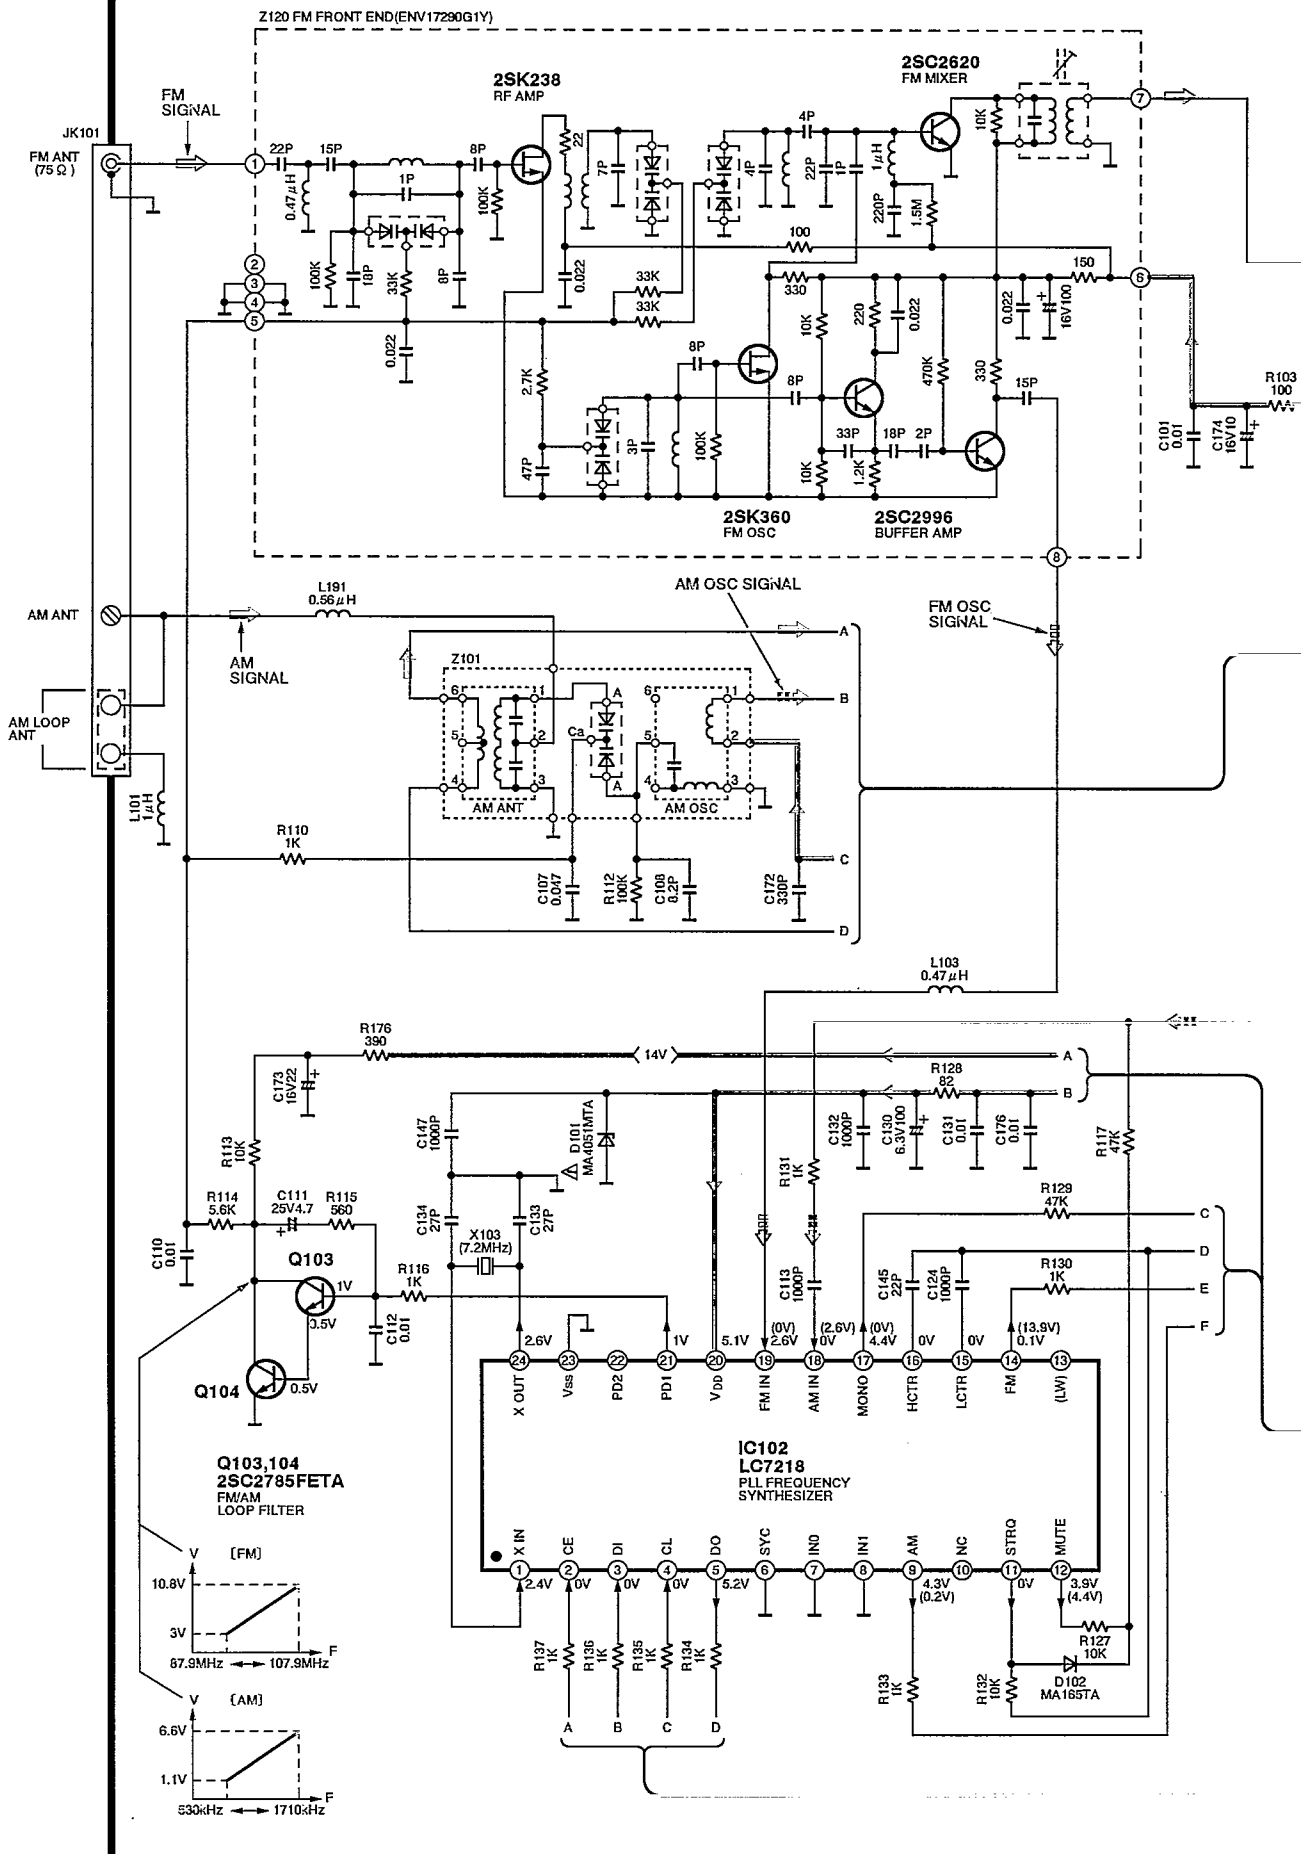 Z120 FM FRONT END(ENV17290G1Y)
FM
SIGNAL
2SK238
RF AMP
2SC2620
FM MIXER
JK101
FM ANT
(75 Ω)
1
22P
15P
0.47μH
1P
8P
100K
22
7P
4P
4P
22P
1P
1μH
220P
1.5M
10K
7
2
3
4
5
100K
18P
33K
8P
0.022
0.022
33K
33K
100
330
150
6
10K
220
0.022
470K
330
0.022
16V100
2.7K
8P
8P
15P
3P
100K
47P
33P
18P
2P
10K
1.2K
R103
100
C101
0.01
C174
16V10
2SK360
FM OSC
2SC2996
BUFFER AMP
8
L191
0.56μH
AM OSC SIGNAL
FM OSC
SIGNAL
AM ANT
AM
SIGNAL
AM LOOP
ANT
L101
1μH
Z101
6
5
4
1
2
3
AM ANT
A
Ca
A
6
5
4
1
2
3
AM OSC
A
B
C
D
R110
1K
C107
0.047
R112
100K
C108
8.2P
C172
330P
L103
0.47μH
R176
390
14V
A
B
C173
16V22
R128
82
C147
1000P
D101
MA4051MTA
C132
1000P
C130
6.3V100
C131
0.01
C176
0.01
R117
47K
R113
10K
R114
5.6K
C111
25V4.7
R115
560
C134
27P
C133
27P
X103
(7.2MHz)
R131
1K
R129
47K
C
D
E
F
C110
0.01
Q103
1V
0.5V
R116
1K
C112
0.01
C113
1000P
C145
22P
C124
1000P
R130
1K
Q104
0.5V
2.6V
1V
5.1V
(0V)
2.6V
(2.6V)
0V
(0V)
4.4V
0V
0V
(13.9V)
0.1V
24
23
22
21
20
19
18
17
16
15
14
13
X OUT
VSS
PD2
PD1
VDD
FM IN
AM IN
MONO
HCTR
LCTR
FM
(LW)
IC102
LC7218
PLL FREQUENCY
SYNTHESIZER
Q103,104
2SC2785FETA
FM/AM
LOOP FILTER
X IN
CE
DI
CL
DO
SYC
IN0
IN1
AM
NC
STRQ
MUTE
1
2
3
4
5
6
7
8
9
10
11
12
2.4V
0V
0V
0V
5.2V
4.3V
(0.2V)
0V
3.9V
(4.4V)
R137
1K
R136
1K
R135
1K
R134
1K
R133
1K
R132
10K
R127
10K
D102
MA165TA
A
B
C
D
V
[FM]
10.8V
3V
F
87.9MHz
107.9MHz
V
[AM]
6.6V
1.1V
F
530kHz
1710kHz